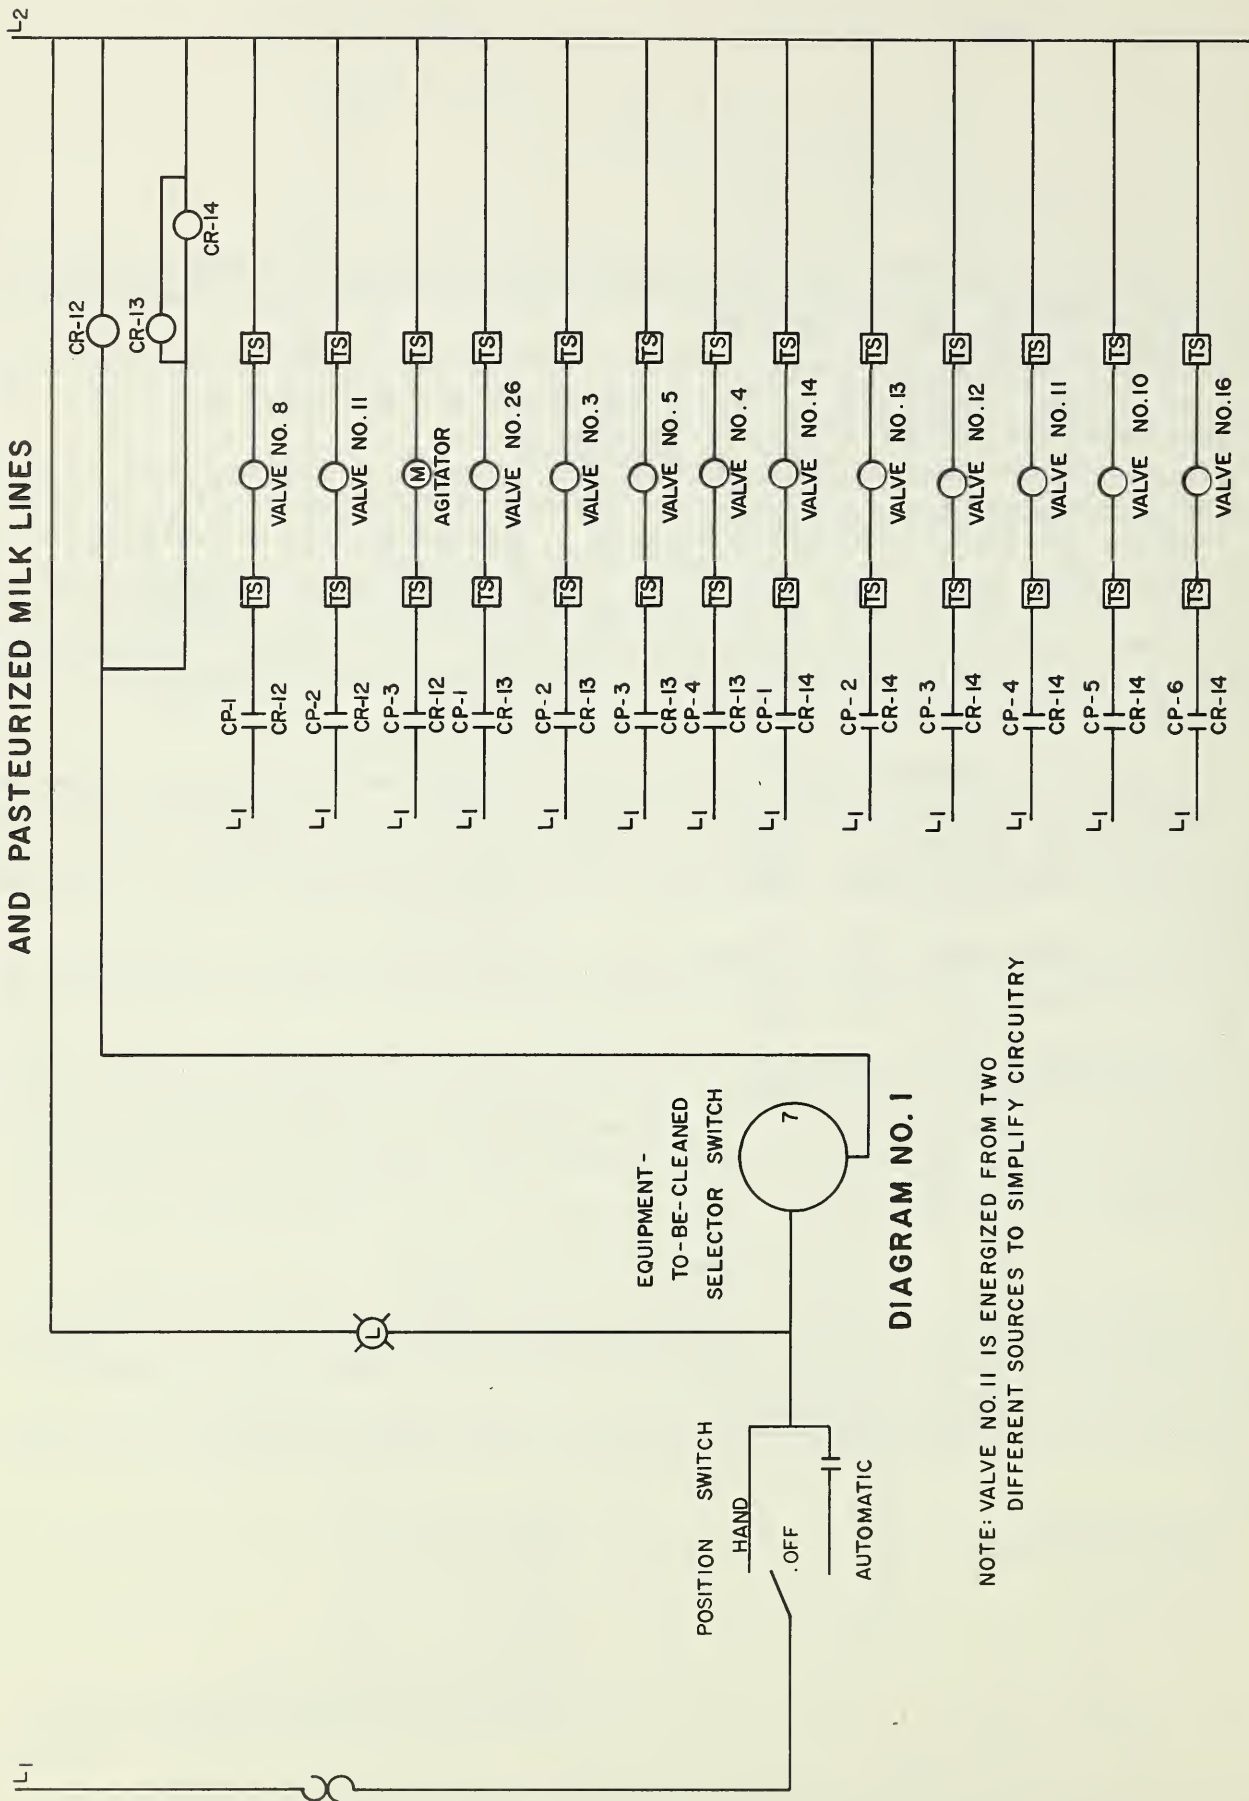 AND PASTEURIZED MILK LINES
L2
L1
CR-12
CR-13
CR-14
L1
CP-1
CR-12
TS
VALVE NO. 8
TS
L1
CP-2
CR-12
TS
VALVE NO. 11
TS
L1
CP-3
CR-12
TS
M
AGITATOR
TS
L1
CP-1
CR-13
TS
VALVE NO. 26
TS
L1
CP-2
CR-13
TS
VALVE NO. 3
TS
L1
CP-3
CR-13
TS
VALVE NO. 5
TS
CP-4
CR-13
L1
TS
VALVE NO. 4
TS
L1
CP-1
CR-14
TS
VALVE NO. 14
TS
L1
CP-2
CR-14
TS
VALVE NO. 13
TS
L1
CP-3
CR-14
TS
VALVE NO. 12
TS
L1
CP-4
CR-14
TS
VALVE NO. 11
TS
L1
CP-5
CR-14
TS
VALVE NO. 10
TS
L1
CP-6
CR-14
TS
VALVE NO. 16
TS
L
EQUIPMENT-
TO-BE-CLEANED
SELECTOR SWITCH
7
POSITION SWITCH
HAND
.OFF
AUTOMATIC
DIAGRAM NO. 1
NOTE: VALVE NO. 11 IS ENERGIZED FROM TWO
DIFFERENT SOURCES TO SIMPLIFY CIRCUITRY